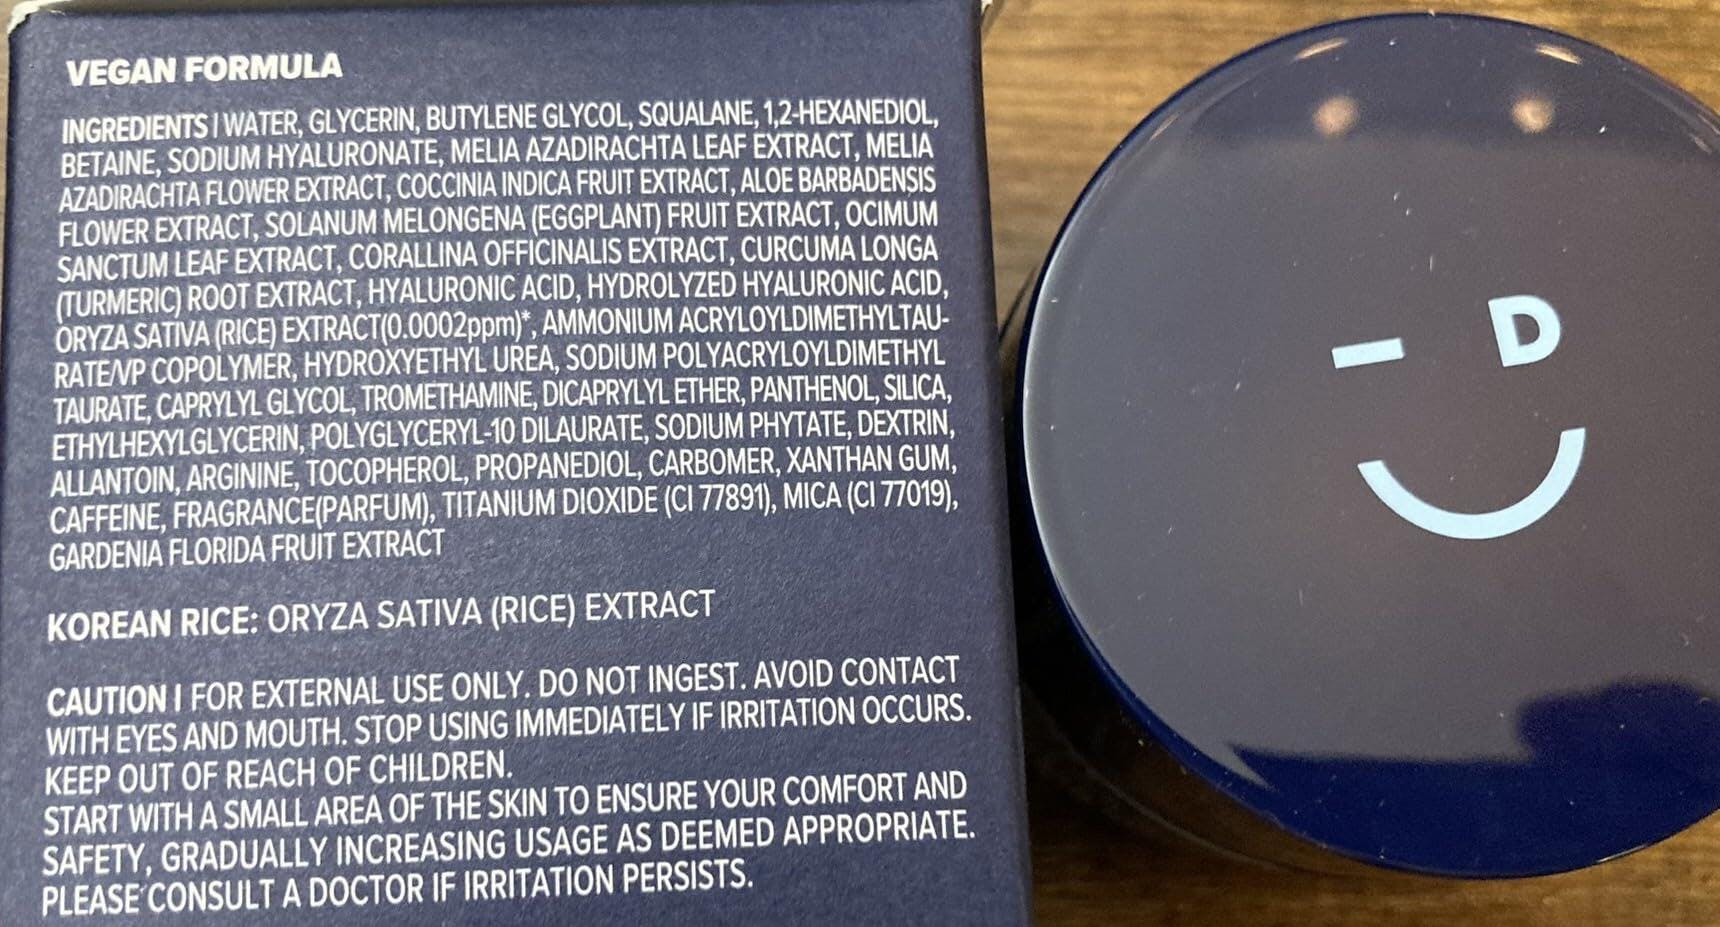 VEGAN FORMULA
INGREDIENTS | WATER, GLYCERIN, BUTYLENE GLYCOL, SQUALANE, 1,2-HEXANEDIOL,
BETAINE, SODIUM HYALURONATE, MELIA AZADIRACHTA LEAF EXTRACT, MELIA
AZADIRACHTA FLOWER EXTRACT, COCCINIA INDICA FRUIT EXTRACT, ALOE BARBADENSIS
FLOWER EXTRACT, SOLANUM MELONGENA (EGGPLANT) FRUIT EXTRACT, OCIMUM
SANCTUM LEAF EXTRACT, CORALLINA OFFICINALIS EXTRACT, CURCUMA LONGA
(TURMERIC) ROOT EXTRACT, HYALURONIC ACID, HYDROLYZED HYALURONIC ACID,
ORYZA SATIVA (RICE) EXTRACT(0.0002ppm)*, AMMONIUM ACRYLOYLDIMETHYLTAU-
RATE/VP COPOLYMER, HYDROXYETHYL UREA, SODIUM POLYACRYLOYLDIMETHYL
TAURATE, CAPRYLYL GLYCOL, TROMETHAMINE, DICAPRYLYL ETHER, PANTHENOL, SILICA,
ETHYLHEXYLGLYCERIN, POLYGLYCERYL-10 DILAURATE, SODIUM PHYTATE, DEXTRIN,
ALLANTOIN, ARGININE, TOCOPHEROL, PROPANEDIOL, CARBOMER, XANTHAN GUM,
CAFFEINE, FRAGRANCE(PARFUM), TITANIUM DIOXIDE (CI 77891), MICA (CI 77019),
GARDENIA FLORIDA FRUIT EXTRACT
KOREAN RICE: ORYZA SATIVA (RICE) EXTRACT
CAUTION | FOR EXTERNAL USE ONLY. DO NOT INGEST. AVOID CONTACT
WITH EYES AND MOUTH. STOP USING IMMEDIATELY IF IRRITATION OCCURS.
KEEP OUT OF REACH OF CHILDREN.
START WITH A SMALL AREA OF THE SKIN TO ENSURE YOUR COMFORT AND
SAFETY, GRADUALLY INCREASING USAGE AS DEEMED APPROPRIATE.
PLEASE CONSULT A DOCTOR IF IRRITATION PERSISTS.
D